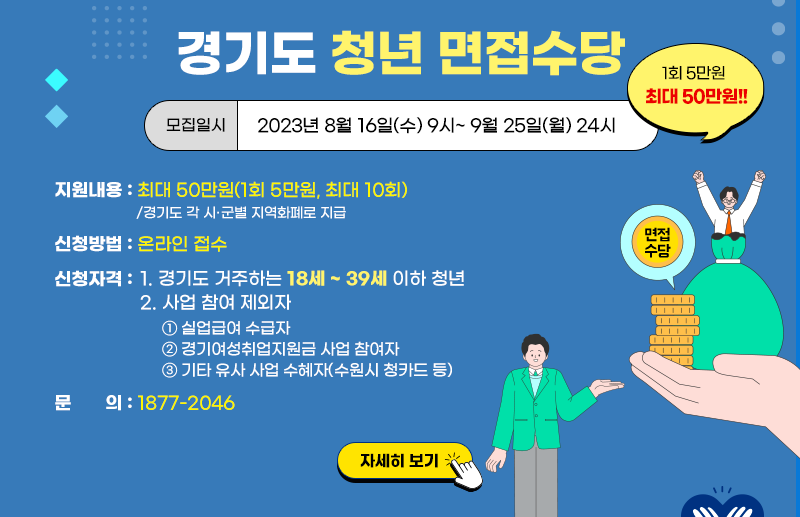 경기도 청년 면접수당
1회 5만원
최대 50만원!!
모집일시 2023년 8월 16일(수) 9시~ 9월 25일(월) 24시
지원내용 : 최대 50만원(1회 5만원, 최대 10회)
/경기도 각 시·군별 지역화폐로 지급
신청방법 : 온라인 접수
신청자격 : 1. 경기도 거주하는 18세 ~ 39세 이하 청년
2. 사업 참여 제외자
① 실업급여 수급자
② 경기여성취업지원금 사업 참여자
③ 기타 유사 사업 수혜자(수원시 청카드 등)
문 의 : 1877-2046
면접
수당
자세히 보기